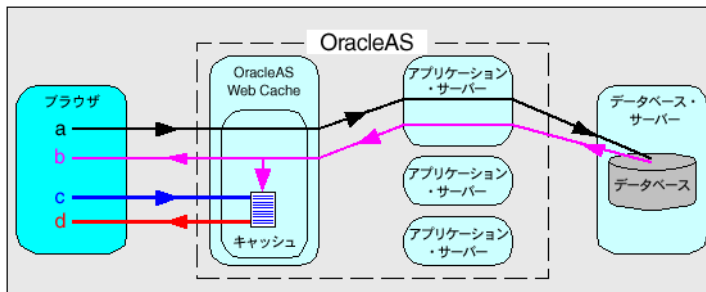 OracleAS
ブラウザ
a
b
c
d
OracleAS
Web Cache
キャッシュ
アプリケーション
・サーバー
アプリケーション
・サーバー
アプリケーション
・サーバー
データベース・
サーバー
データベース